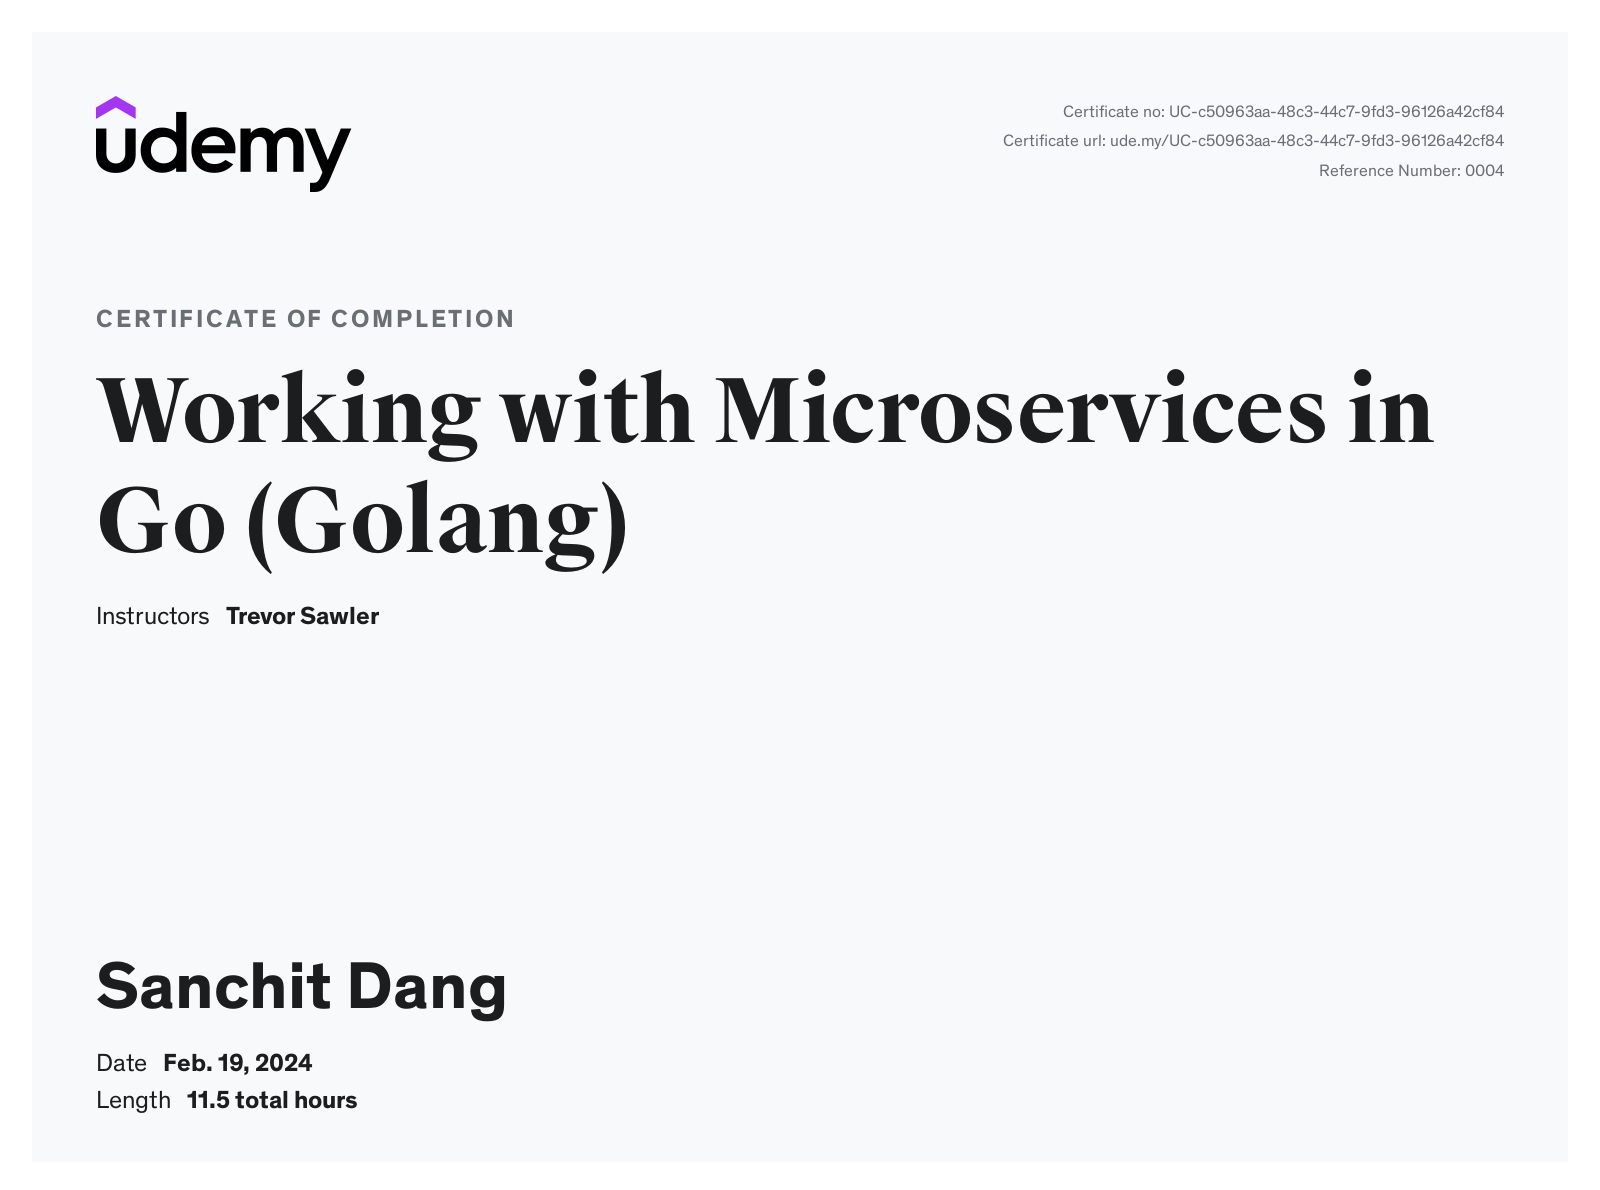 udemy
Certificate no: UC-c50963aa-48c3-44c7-9fd3-96126a42cf84
Certificate url: ude.my/UC-c50963aa-48c3-44c7-9fd3-96126a42cf84
Reference Number: 0004
CERTIFICATE OF COMPLETION
Working with Microservices in
Go (Golang)
Instructors Trevor Sawler
Sanchit Dang
Date Feb. 19, 2024
Length 11.5 total hours